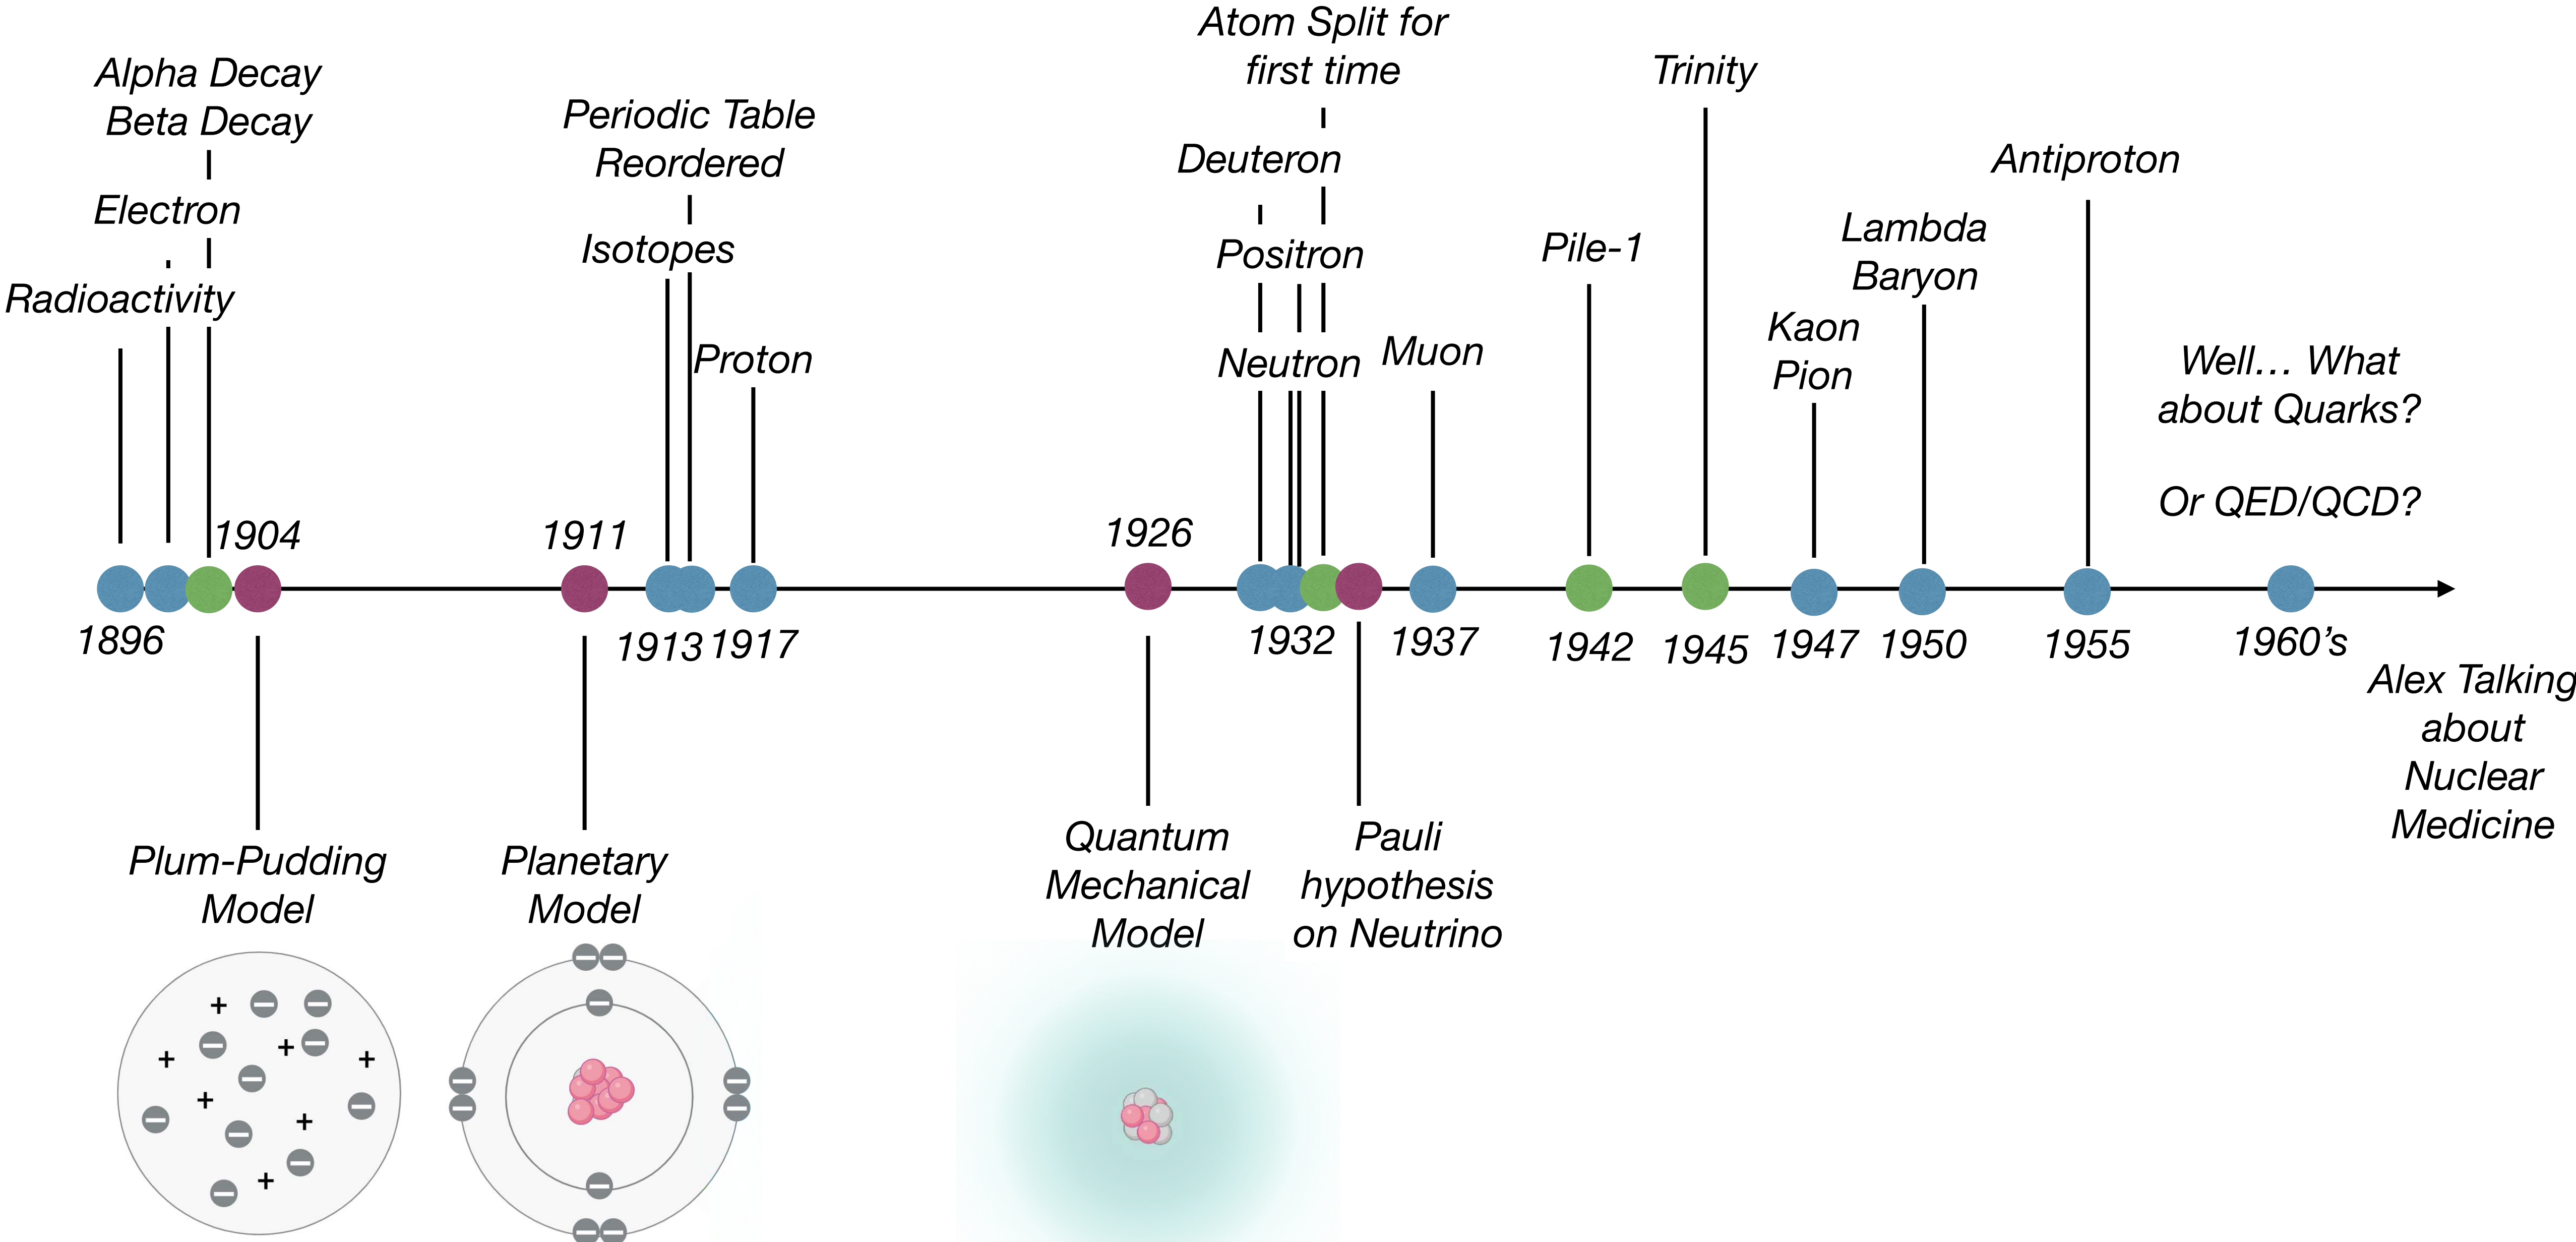 Alpha Decay
Beta Decay
Electron
Radioactivity
Periodic Table
Reordered
Isotopes
Proton
Atom Split for
first time
Deuteron
Positron
Neutron
Muon
Pile-1
Trinity
Kaon
Pion
Lambda
Baryon
Antiproton
Well... What
about Quarks?
Or QED/QCD?
1904
1911
1926
1896
1913
1917
1932
1937
1942
1945
1947
1950
1955
1960’s
Alex Talking
about
Nuclear
Medicine
Plum-Pudding
Model
Planetary
Model
Quantum
Mechanical
Model
Pauli
hypothesis
on Neutrino